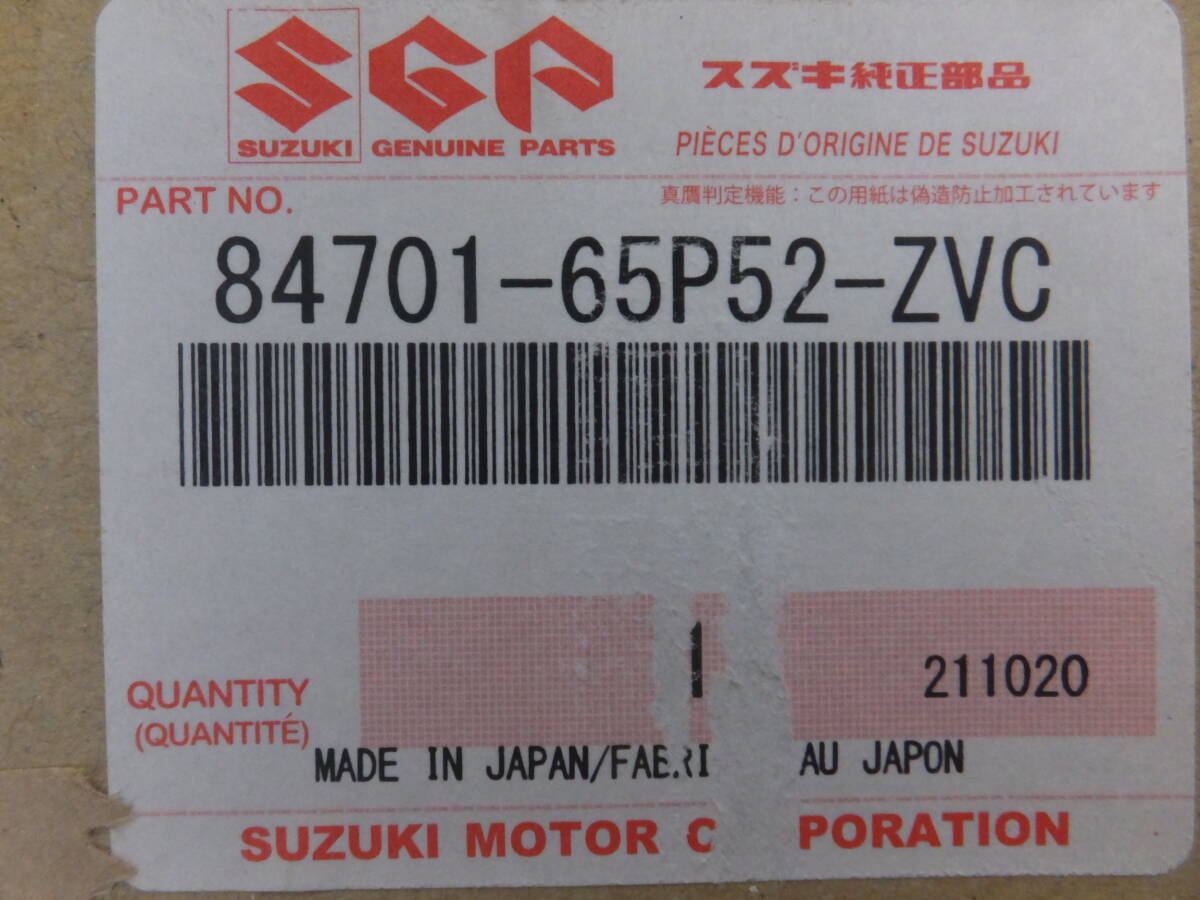 SGP
スズキ純正部品
SUZUKI GENUINE PARTS
PIÈCES D'ORIGINE DE SUZUKI
PART NO.
真贋判定機能：この用紙は偽造防止加工されています
84701-65P52-ZVC
1
211020
QUANTITY
(QUANTITÉ)
MADE IN JAPAN/FABRI AU JAPON
SUZUKI MOTOR C PORATION